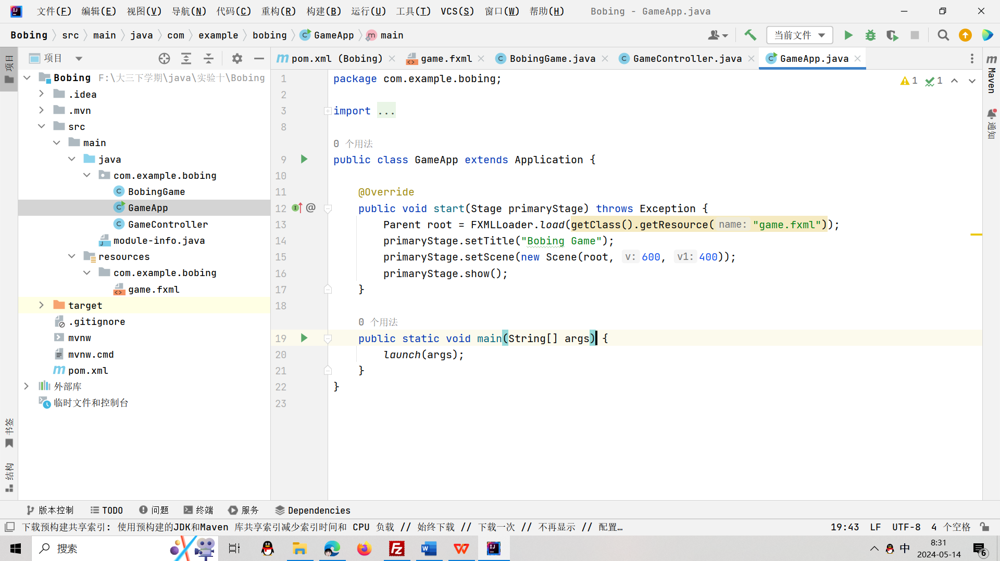 文件(F) 编辑(E) 视图(V) 导航(N) 代码(C) 重构(R) 构建(B) 运行(U) 工具(T) VCS(S) 窗口(W) 帮助(H) Bobing - GameApp.java
Bobing src main java com example bobing GameApp main 当前文件
项目
pom.xml (Bobing) game.fxml BobingGame.java GameController.java GameApp.java
项目
Bobing F:\大三下学期\java\实验十\Bobing
.idea
.mvn
src
main
java
com.example.bobing
BobingGame
GameApp
GameController
module-info.java
resources
com.example.bobing
game.fxml
target
.gitignore
mvnw
mvnw.cmd
pom.xml
外部库
临时文件和控制台
书签
结构
1 package com.example.bobing;
2
3 import ...
8
0 个用法
9 public class GameApp extends Application {
10
11 @Override
12 public void start(Stage primaryStage) throws Exception {
13 Parent root = FXMLLoader.load(getClass().getResource( name: "game.fxml"));
14 primaryStage.setTitle("Bobing Game");
15 primaryStage.setScene(new Scene(root, v: 600, v1: 400));
16 primaryStage.show();
17 }
18
0 个用法
19 public static void main(String[] args) {
20 launch(args);
21 }
22 }
23
1 1
Maven
通知
版本控制 TODO 问题 终端 服务 Dependencies
下载预构建共享索引: 使用预构建的JDK和Maven 库共享索引减少索引时间和 CPU 负载 // 始终下载 // 下载一次 // 不再显示 // 配置… 19:43 LF UTF-8 4 个空格
搜索
中
8:31
2024-05-14
6